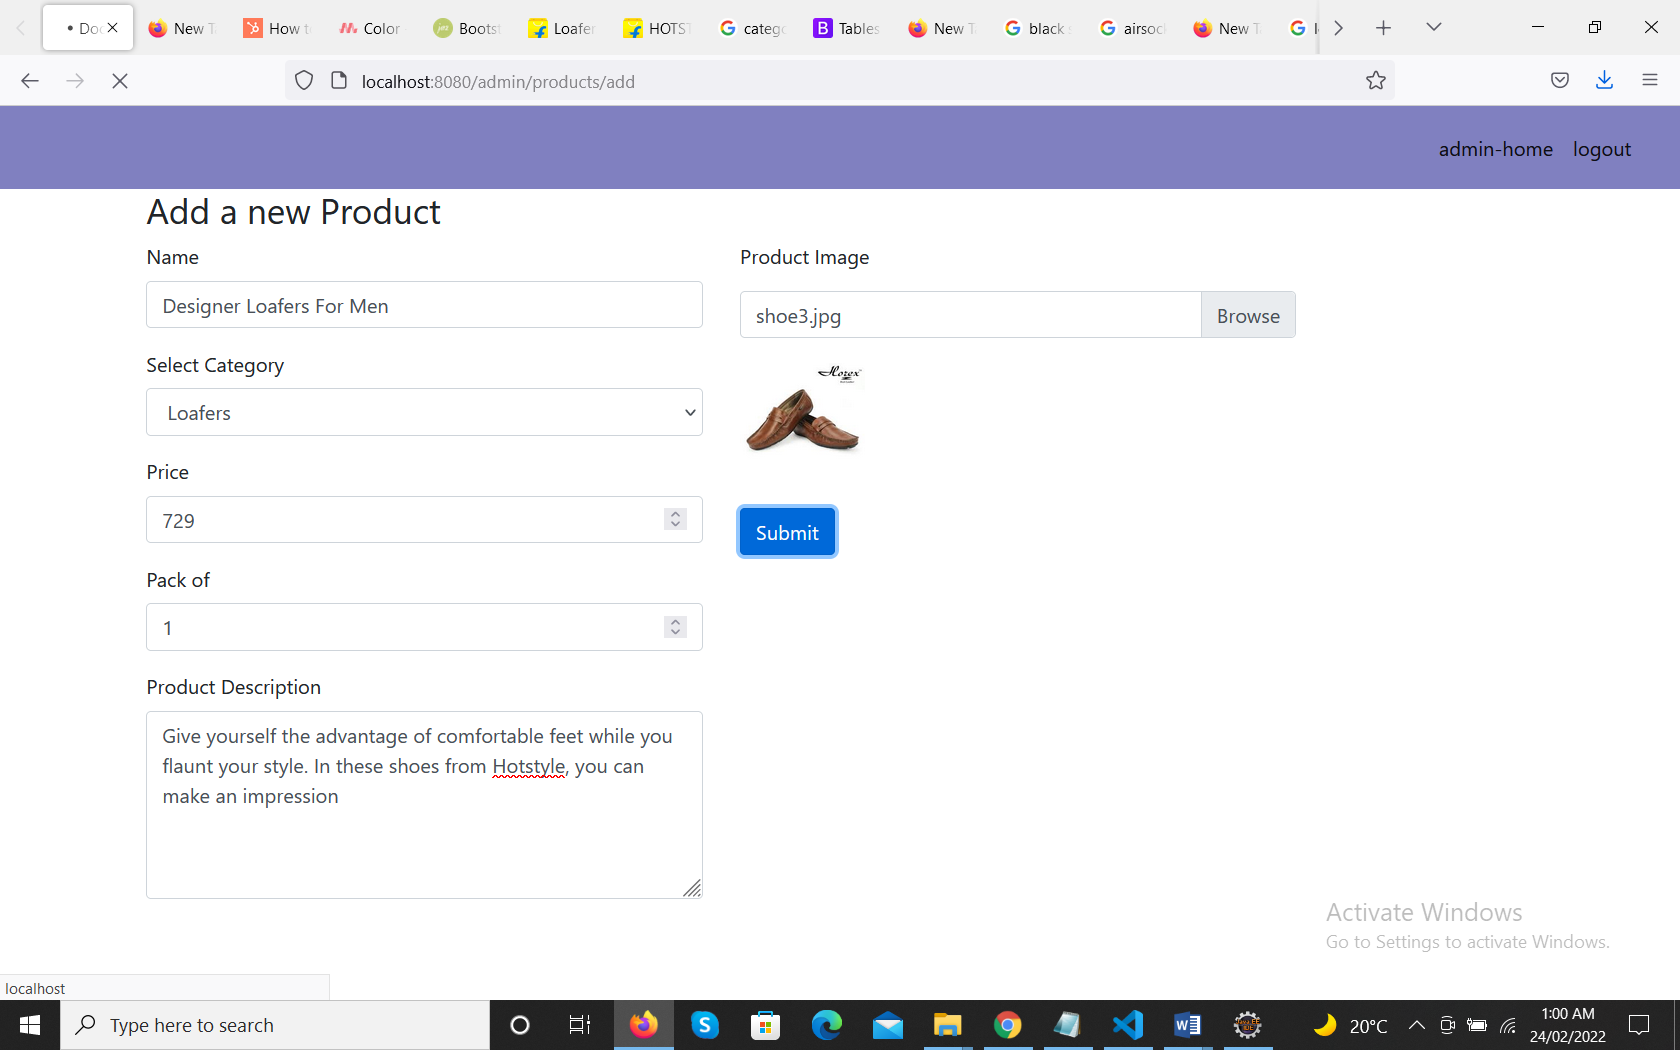 Doc
New T
How t
Color
Boots
Loafer
HOTST
catego
Tables
New T
black
airsoc
New T
localhost:8080/admin/products/add
admin-home logout
Add a new Product
Name
Designer Loafers For Men
Select Category
Loafers
Price
729
Pack of
1
Product Description
Give yourself the advantage of comfortable feet while you
flaunt your style. In these shoes from Hotstyle, you can
make an impression
Product Image
shoe3.jpg Browse
Horex
Submit
Activate Windows
Go to Settings to activate Windows.
localhost
Type here to search
20°C
1:00 AM
24/02/2022